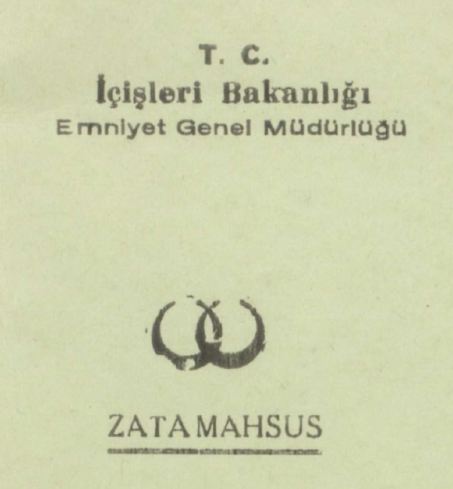 T. C.
İçişleri Bakanlığı
Emniyet Genel Müdürlüğü
ZATA MAHSUS